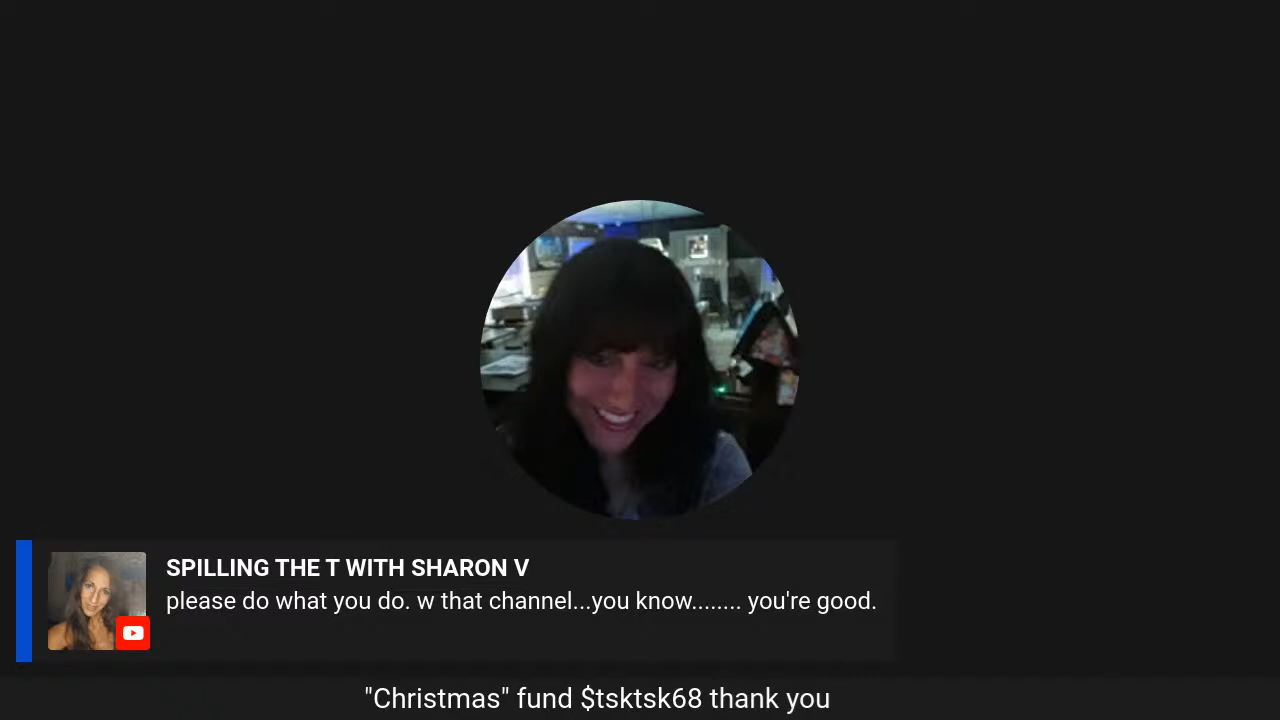 SPILLING THE T WITH SHARON V
please do what you do. w that channel...you know........ you're good.
"Christmas" fund $tsktsk68 thank you